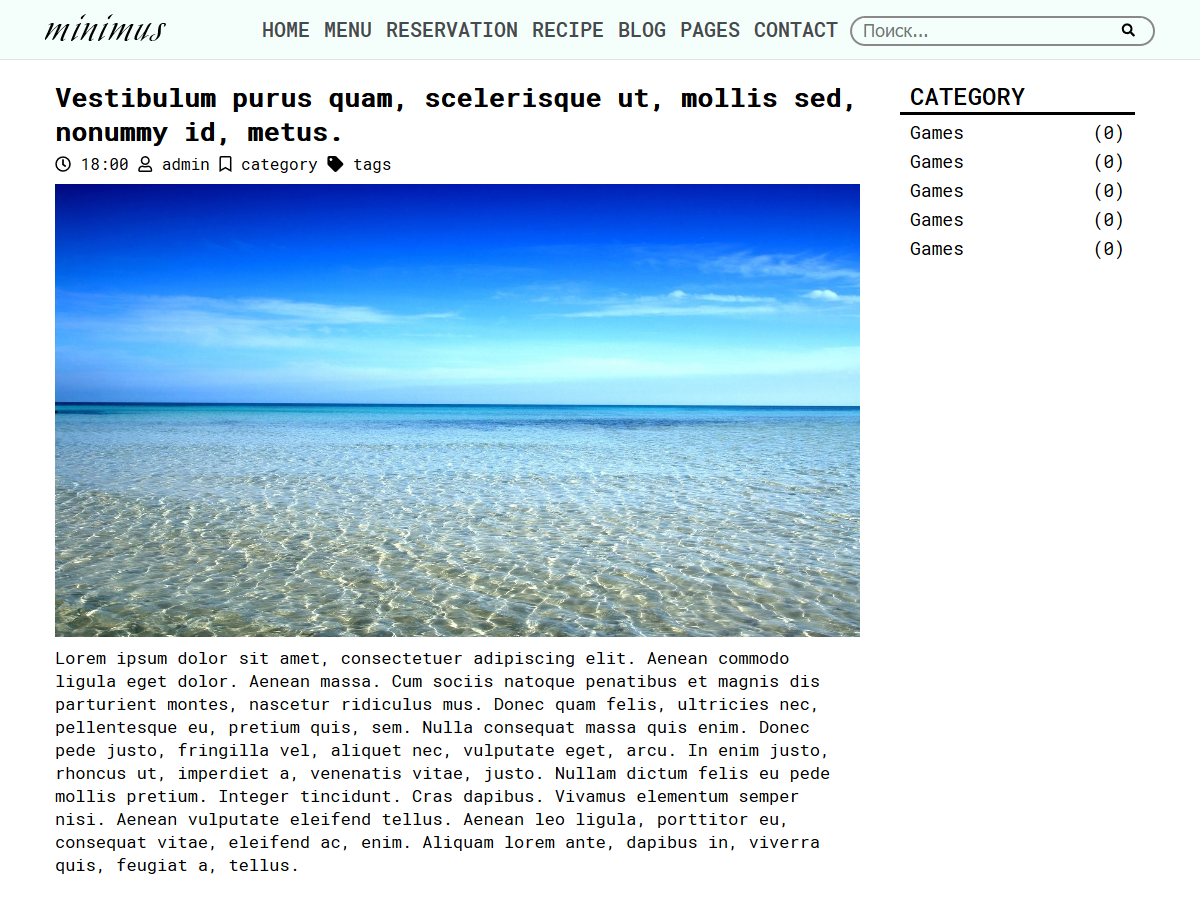 minimus
HOME MENU RESERVATION RECIPE BLOG PAGES CONTACT Поиск...
Vestibulum purus quam, scelerisque ut, mollis sed,
nonummy id, metus.
18:00 admin category tags
Lorem ipsum dolor sit amet, consectetuer adipiscing elit. Aenean commodo
ligula eget dolor. Aenean massa. Cum sociis natoque penatibus et magnis dis
parturient montes, nascetur ridiculus mus. Donec quam felis, ultricies nec,
pellentesque eu, pretium quis, sem. Nulla consequat massa quis enim. Donec
pede justo, fringilla vel, aliquet nec, vulputate eget, arcu. In enim justo,
rhoncus ut, imperdiet a, venenatis vitae, justo. Nullam dictum felis eu pede
mollis pretium. Integer tincidunt. Cras dapibus. Vivamus elementum semper
nisi. Aenean vulputate eleifend tellus. Aenean leo ligula, porttitor eu,
consequat vitae, eleifend ac, enim. Aliquam lorem ante, dapibus in, viverra
quis, feugiat a, tellus.
CATEGORY
Games (0)
Games (0)
Games (0)
Games (0)
Games (0)